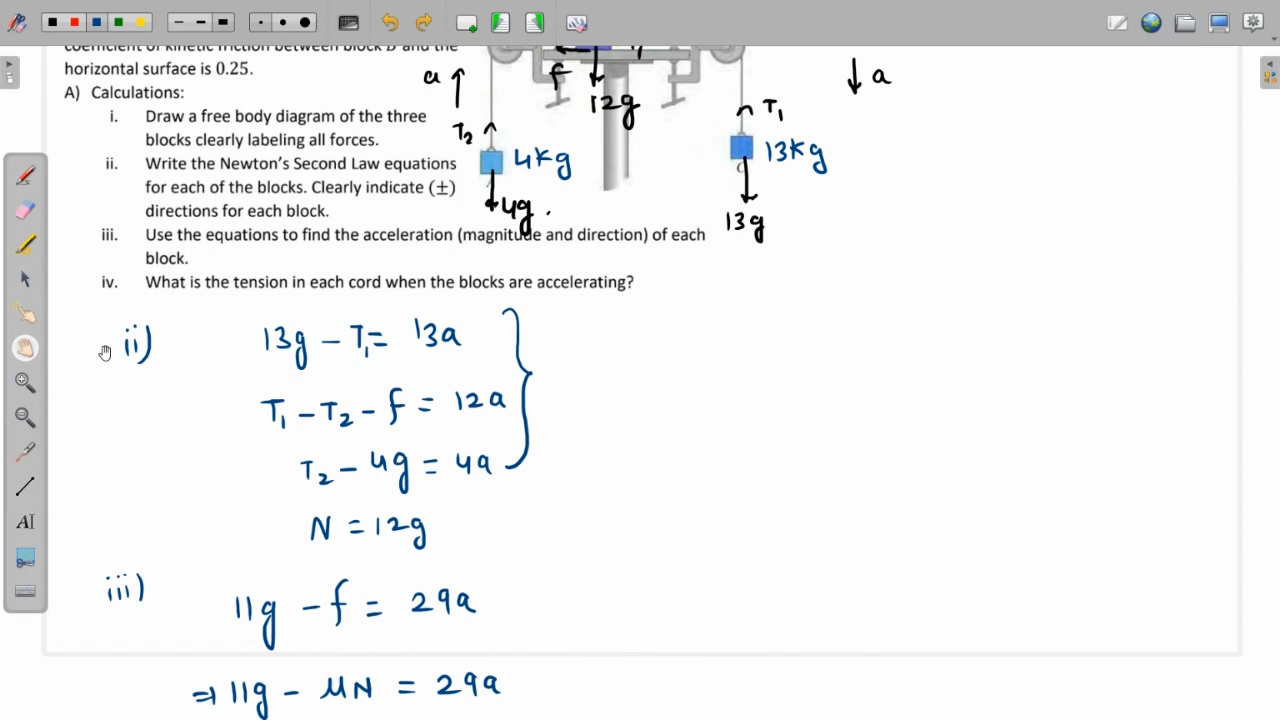 coefficient of kinetic friction between block B and the
horizontal surface is 0.25.
A) Calculations:
i. Draw a free body diagram of the three
blocks clearly labeling all forces.
ii. Write the Newton's Second Law equations
for each of the blocks. Clearly indicate (±)
directions for each block.
iii. Use the equations to find the acceleration (magnitude and direction) of each
block.
iv. What is the tension in each cord when the blocks are accelerating?
a
f
12g
a
T₂
T₁
4kg
13kg
4g
13g
ii) 13g - T₁ = 13a
T₁ - T₂ - f = 12a
T₂ - 4g = 4a
N = 12g
iii) 11g - f = 29a
⇒ 11g - μN = 29a
AI